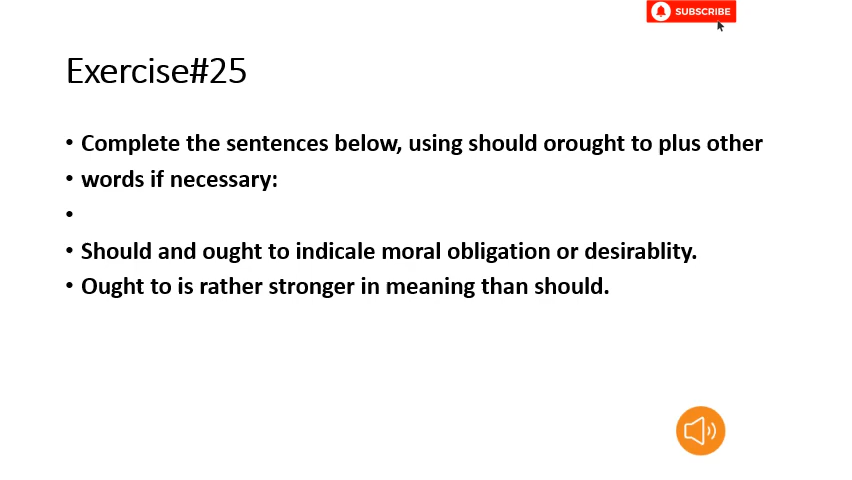 SUBSCRIBE
Exercise#25
• Complete the sentences below, using should orought to plus other
• words if necessary:
•
• Should and ought to indicale moral obligation or desirablity.
• Ought to is rather stronger in meaning than should.